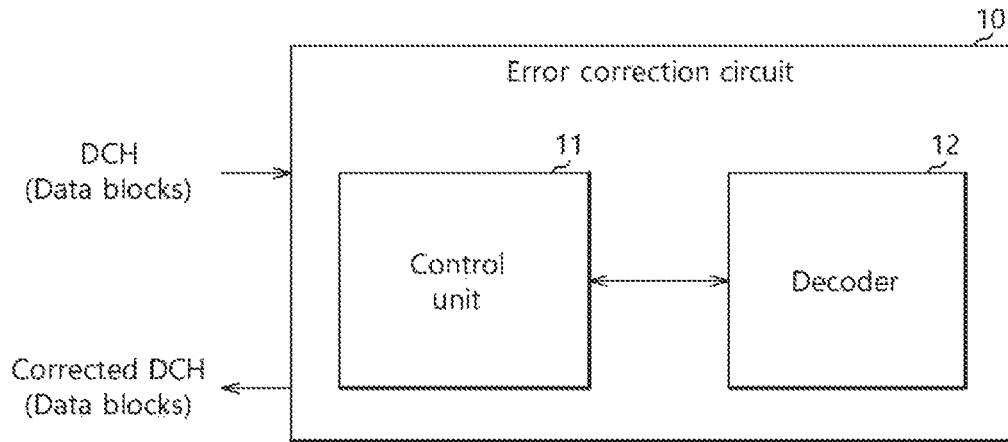 10
Error correction circuit
DCH
(Data blocks)
11
12
Control
unit
Decoder
Corrected DCH
(Data blocks)